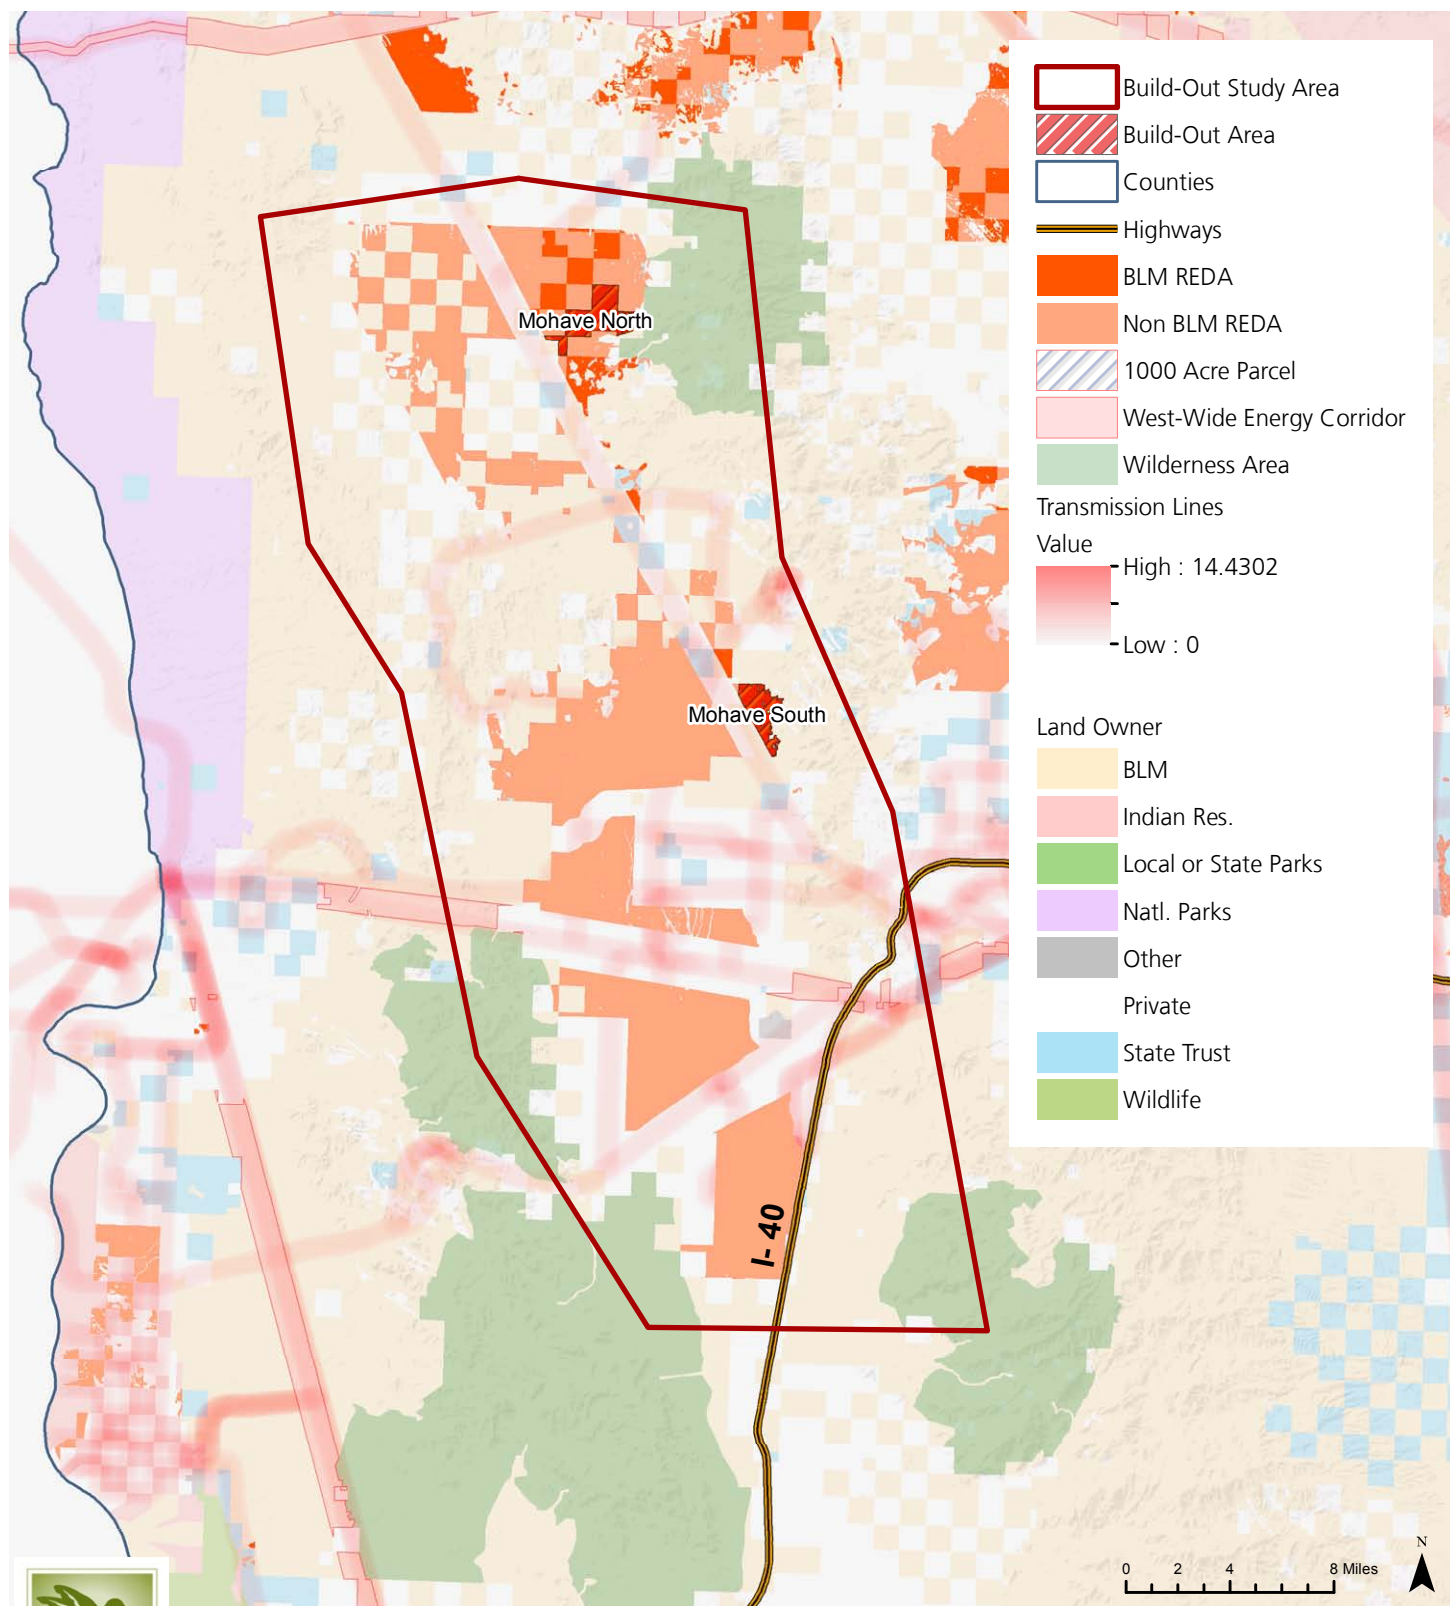 Build-Out Study Area
Build-Out Area
Counties
Highways
BLM REDA
Non BLM REDA
1000 Acre Parcel
West-Wide Energy Corridor
Wilderness Area
Transmission Lines
Value
High : 14.4302
Low : 0
Land Owner
BLM
Indian Res.
Local or State Parks
Natl. Parks
Other
Private
State Trust
Wildlife
Mohave North
Mohave South
I- 40
N
0 2 4 8 Miles